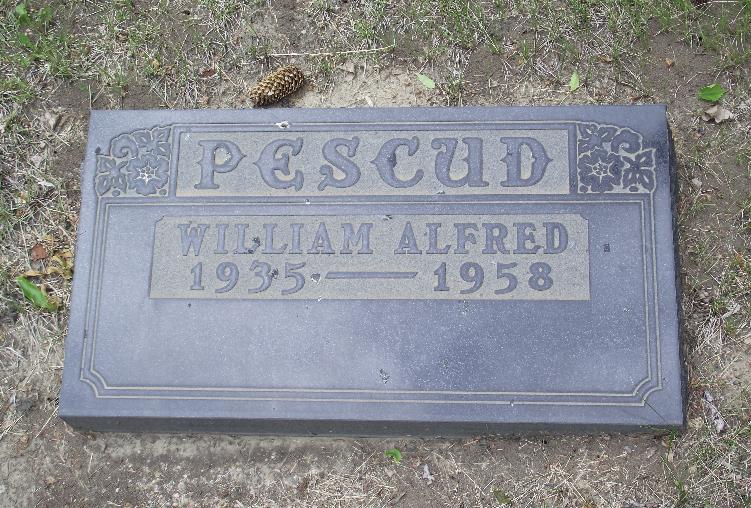 PESCUD
WILLIAM ALFRED
1935 — 1958